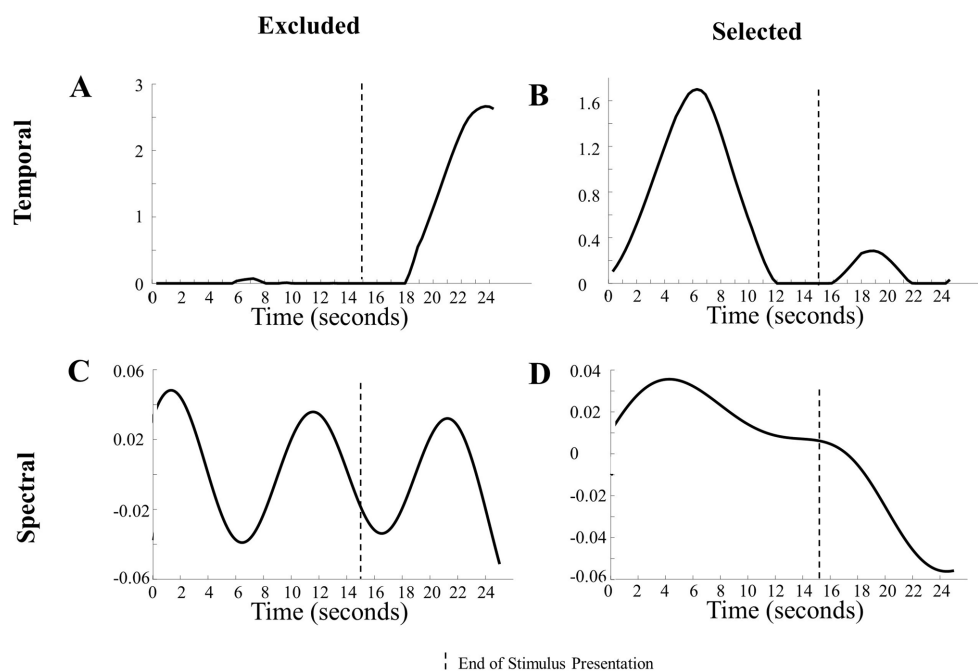 Excluded
Selected
Temporal
A
3
2
1
0
0 2 4 6 8 10 12 14 16 18 20 22 24
Time (seconds)
B
1.6
1.2
0.8
0.4
0
0 2 4 6 8 10 12 14 16 18 20 22 24
Time (seconds)
Spectral
C
0.06
0.02
-0.02
-0.06
0 2 4 6 8 10 12 14 16 18 20 22 24
Time (seconds)
D
0.04
0.02
0
-0.02
-0.04
-0.06
0 2 4 6 8 10 12 14 16 18 20 22 24
Time (seconds)
End of Stimulus Presentation